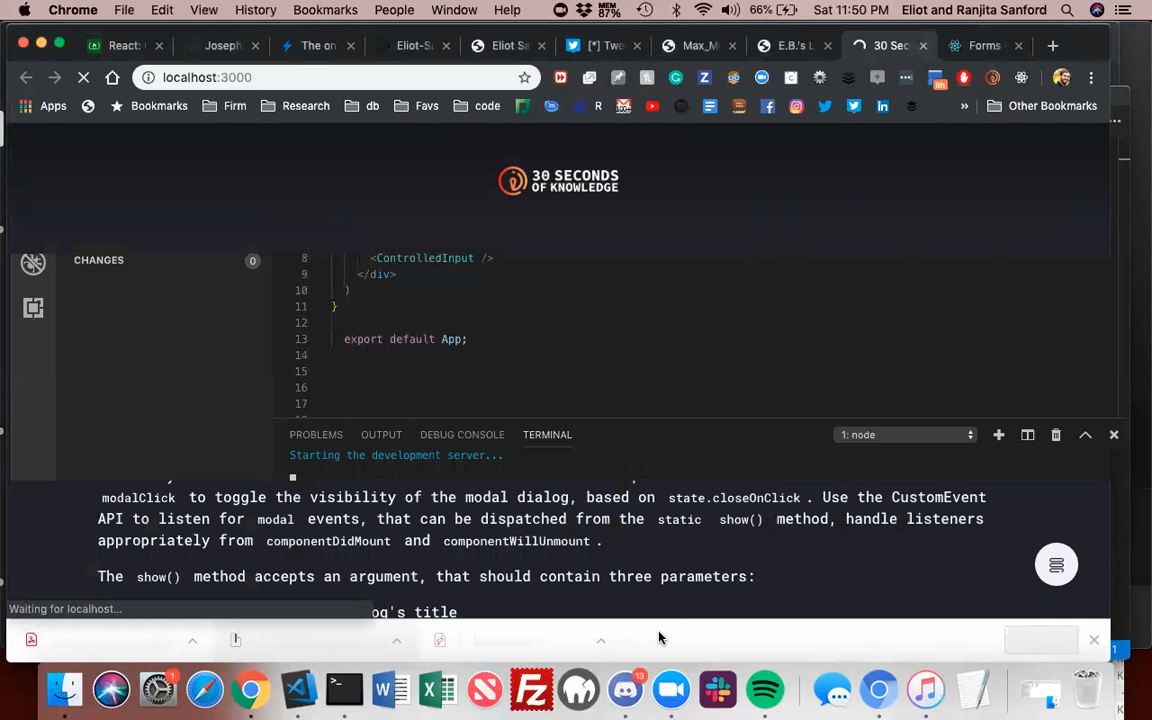 Chrome File Edit View History Bookmarks People Window Help MEM 87% 66% Sat 11:50 PM Eliot and Ranjita Sanford
React: Joseph The on Eliot-S Eliot Sa [*] Twe Max_M E.B.'s L 30 Sec Forms
localhost:3000
Apps Bookmarks Firm Research db Favs code R 100+ Other Bookmarks
8h
30 SECONDS
OF KNOWLEDGE
CHANGES 0
8 <ControlledInput />
9 </div>
10 )
11 }
12
13 export default App;
14
15
16
17
PROBLEMS OUTPUT DEBUG CONSOLE TERMINAL 1: node
Starting the development server...
modalClick to toggle the visibility of the modal dialog, based on state.closeOnClick. Use the CustomEvent
API to listen for modal events, that can be dispatched from the static show() method, handle listeners
appropriately from componentDidMount and componentWillUnmount.
The show() method accepts an argument, that should contain three parameters:
og's title
Waiting for localhost...
1
1
13